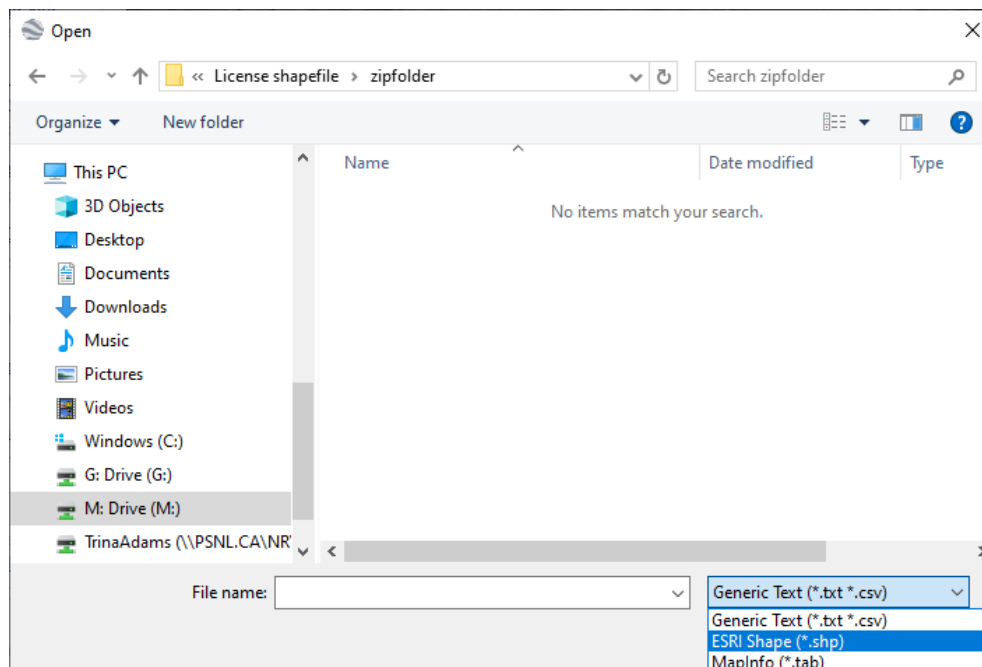 Open
« License shapefile › zipfolder
Search zipfolder
Organize
New folder
Name
Date modified
Type
No items match your search.
This PC
3D Objects
Desktop
Documents
Downloads
Music
Pictures
Videos
Windows (C:)
G: Drive (G:)
M: Drive (M:)
TrinaAdams (\\PSNL.CA\NR
File name:
Generic Text (*.txt *.csv)
Generic Text (*.txt *.csv)
ESRI Shape (*.shp)
MapInfo (*.tab)